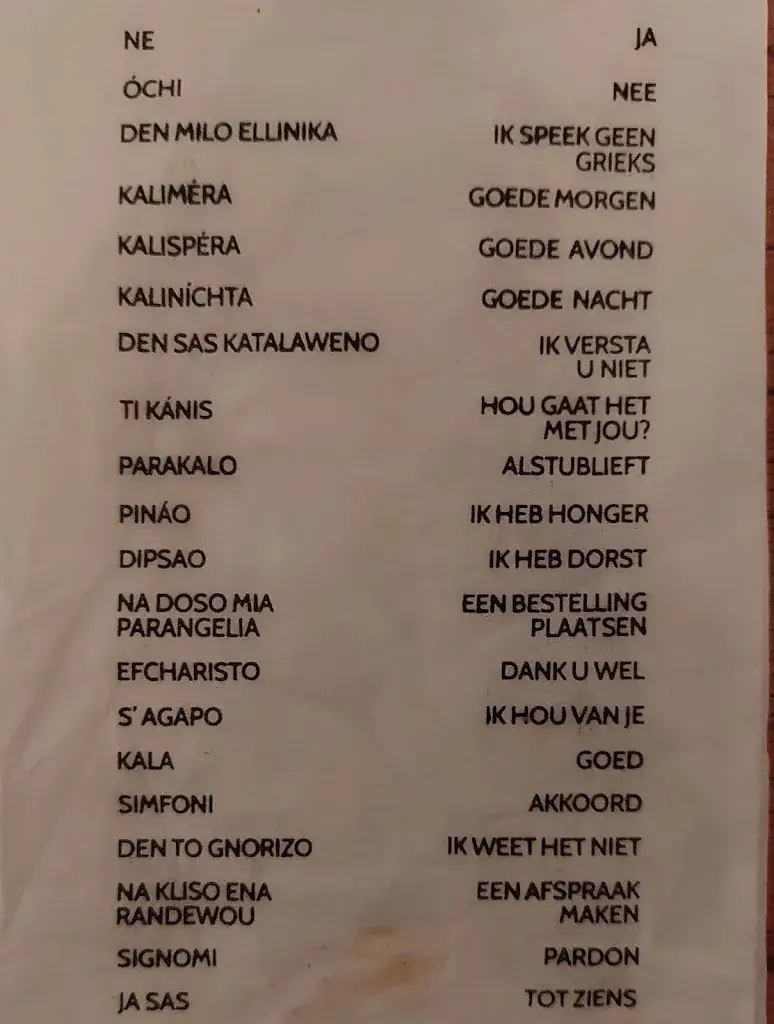 NE JA
ÓCHI NEE
DEN MILO ELLINIKA IK SPEEK GEEN
GRIEKS
KALIMÉRA GOEDE MORGEN
KALISPÉRA GOEDE AVOND
KALINÍCHTA GOEDE NACHT
DEN SAS KATALAWENO IK VERSTA
U NIET
TI KÁNIS HOU GAAT HET
MET JOU?
PARAKALO ALSTUBLIEFT
PINÁO IK HEB HONGER
DIPSAO IK HEB DORST
NA DOSO MIA EEN BESTELLING
PARANGELIA PLAATSEN
EFCHARISTO DANK U WEL
S' AGAPO IK HOU VAN JE
KALA GOED
SIMFONI AKKOORD
DEN TO GNORIZO IK WEET HET NIET
NA KLISO ENA EEN AFSPRAAK
RANDEWOU MAKEN
SIGNOMI PARDON
JA SAS TOT ZIENS